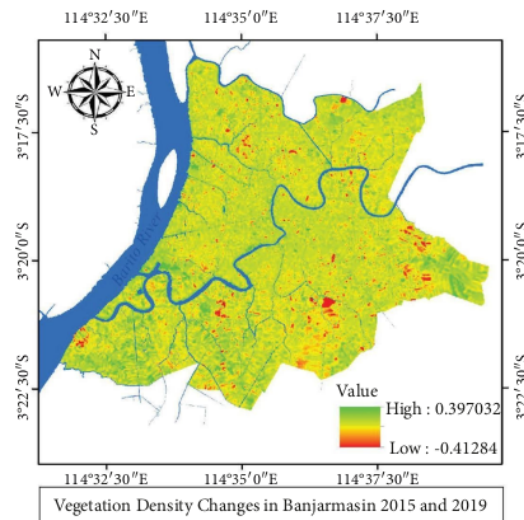 114°32′30″E 114°35′0″E 114°37′30″E
N
W E
S
3°17′30″S 3°17′30″S
3°20′0″S 3°20′0″S
Barito River
3°22′30″S 3°22′30″S
Value
High : 0.397032
Low : -0.41284
114°32′30″E 114°35′0″E 114°37′30″E
Vegetation Density Changes in Banjarmasin 2015 and 2019